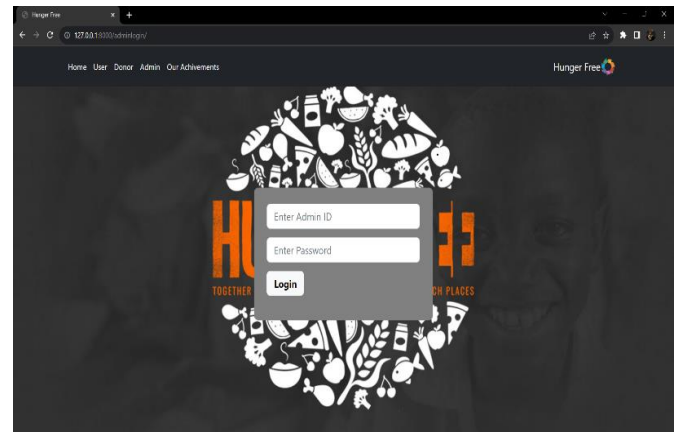 Hunger Free
127.0.0.1:8000/adminlogin/
Home User Donor Admin Our Achivements
Hunger Free
Enter Admin ID
HU
Enter Password
TOGETHER
CH PLACES
Login